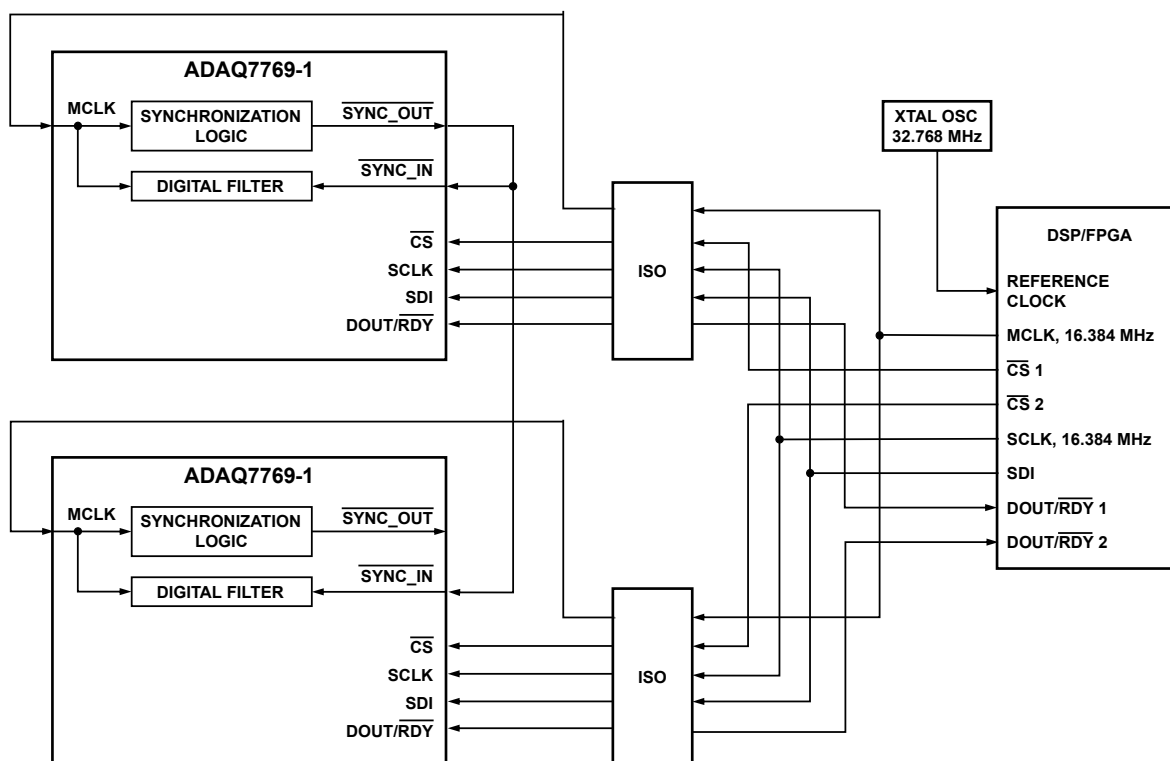 ADAQ7769-1
MCLK
SYNCHRONIZATION
LOGIC
SYNC_OUT
DIGITAL FILTER
SYNC_IN
CS
SCLK
SDI
DOUT/RDY
ISO
XTAL OSC
32.768 MHz
DSP/FPGA
REFERENCE
CLOCK
MCLK, 16.384 MHz
CS 1
CS 2
SCLK, 16.384 MHz
SDI
DOUT/RDY 1
DOUT/RDY 2
ADAQ7769-1
MCLK
SYNCHRONIZATION
LOGIC
SYNC_OUT
DIGITAL FILTER
SYNC_IN
CS
SCLK
SDI
DOUT/RDY
ISO